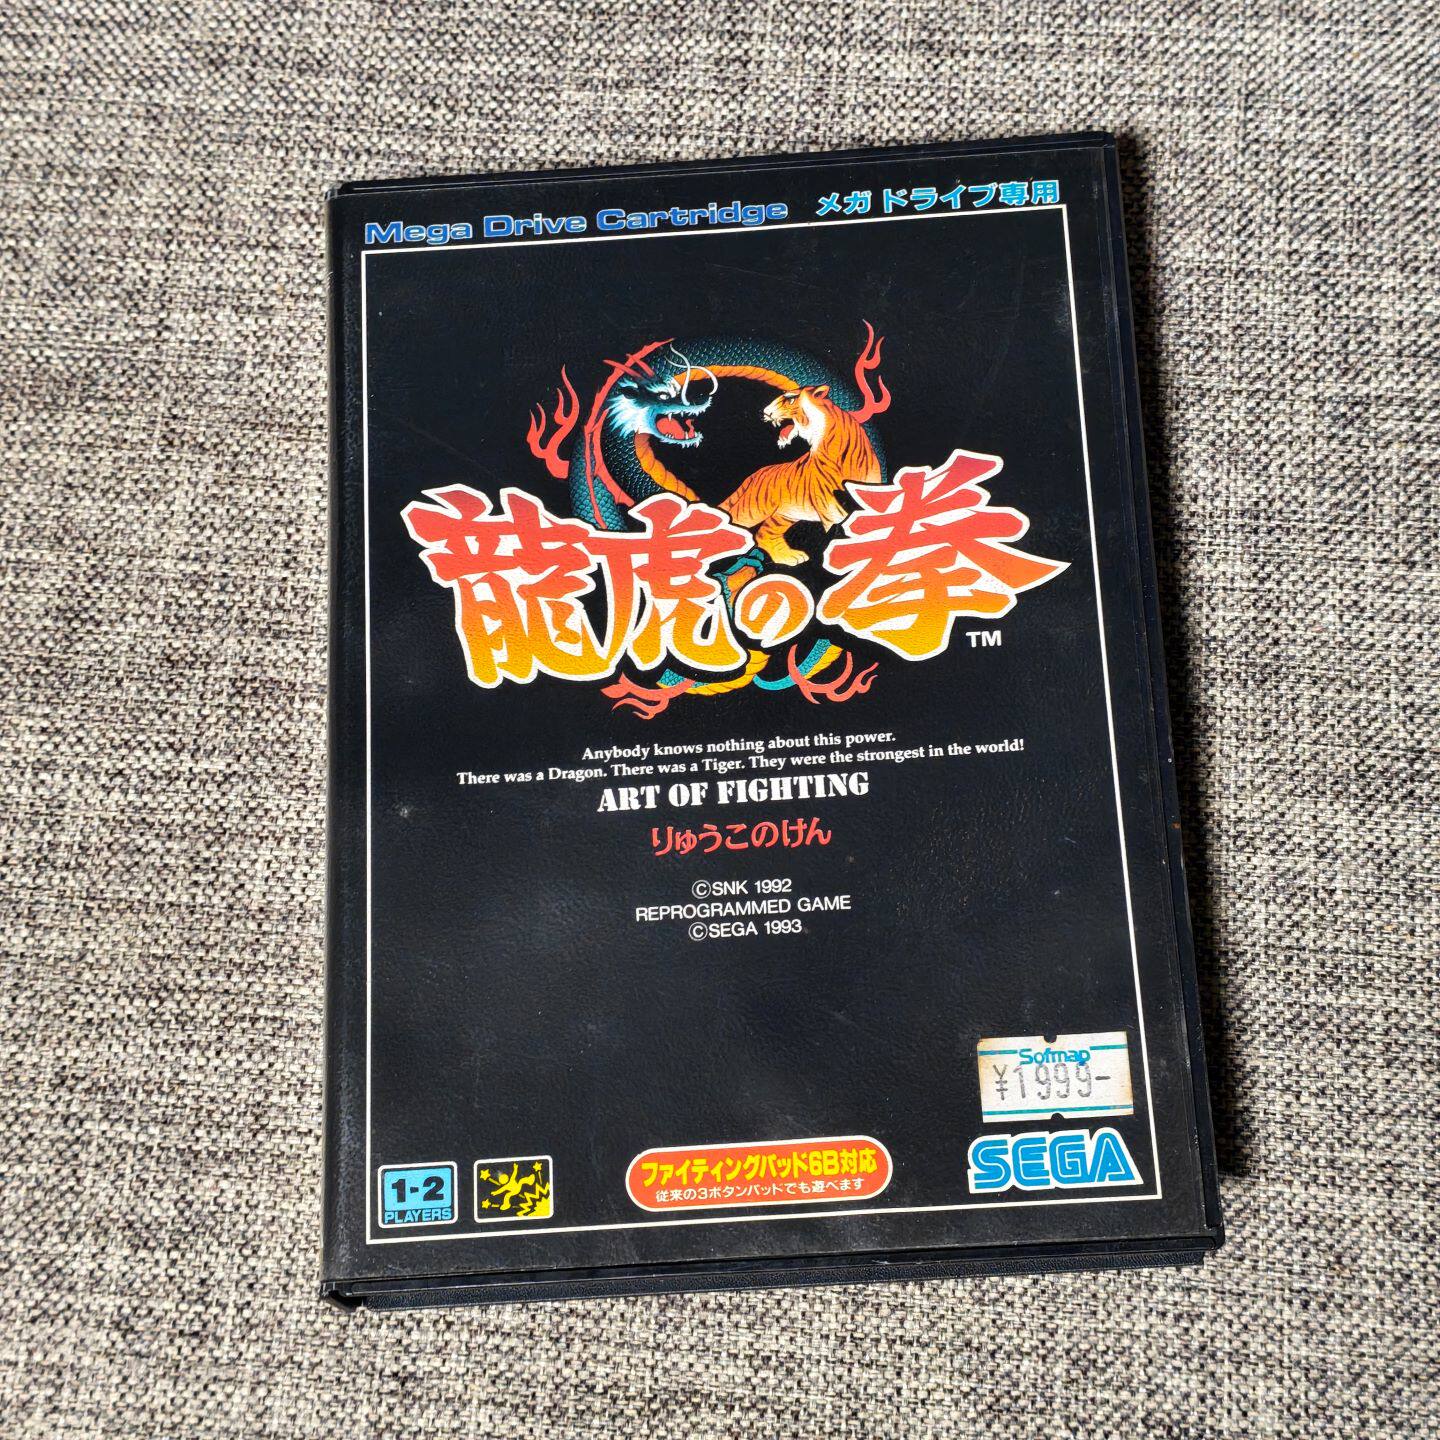 Mega Drive Cartridge メガドライブ専用
龍虎の拳 TM
Anybody knows nothing about this power.
There was a Dragon. There was a Tiger. They were the strongest in the world!
ART OF FIGHTING
りゅうこのけん
©SNK 1992
REPROGRAMMED GAME
©SEGA 1993
Sofmap
¥1999-
SEGA
ファイティングパッド6B対応
従来の3ボタンパッドでも遊べます
1-2
PLAYERS